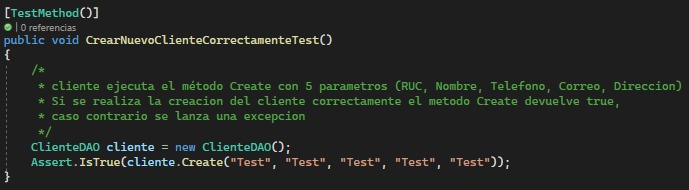 [TestMethod()]
| 0 referencias
public void CrearNuevoClienteCorrectamenteTest()
{
/*
* cliente ejecuta el método Create con 5 parametros (RUC, Nombre, Telefono, Correo, Direccion)
* Si se realiza la creacion del cliente correctamente el metodo Create devuelve true,
* caso contrario se lanza una excepcion
*/
ClienteDAO cliente = new ClienteDAO();
Assert.IsTrue(cliente.Create("Test", "Test", "Test", "Test", "Test"));
}